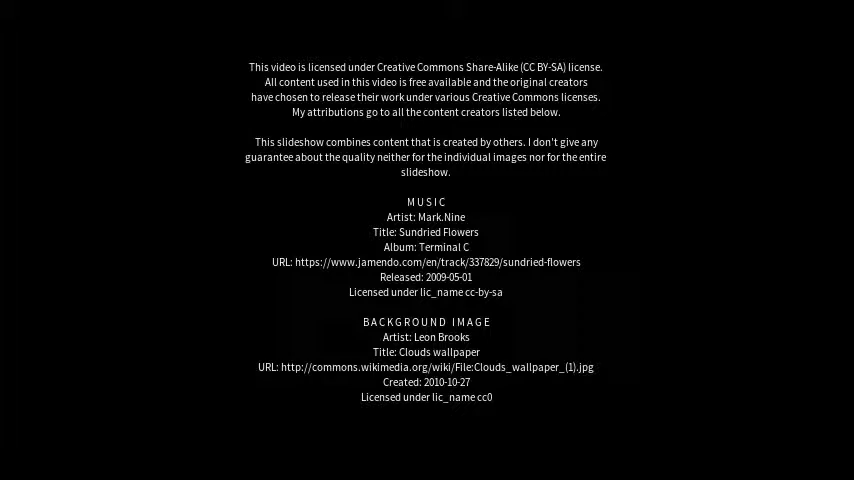 This video is licensed under Creative Commons Share-Alike (CC BY-SA) license.
All content used in this video is free available and the original creators
have chosen to release their work under various Creative Commons licenses.
My attributions go to all the content creators listed below.
This slideshow combines content that is created by others. I don't give any
guarantee about the quality neither for the individual images nor for the entire
slideshow.
M U S I C
Artist: Mark.Nine
Title: Sundried Flowers
Album: Terminal C
URL: https://www.jamendo.com/en/track/337829/sundried-flowers
Released: 2009-05-01
Licensed under lic_name cc-by-sa
B A C K G R O U N D   I M A G E
Artist: Leon Brooks
Title: Clouds wallpaper
URL: http://commons.wikimedia.org/wiki/File:Clouds_wallpaper_(1).jpg
Created: 2010-10-27
Licensed under lic_name cc0